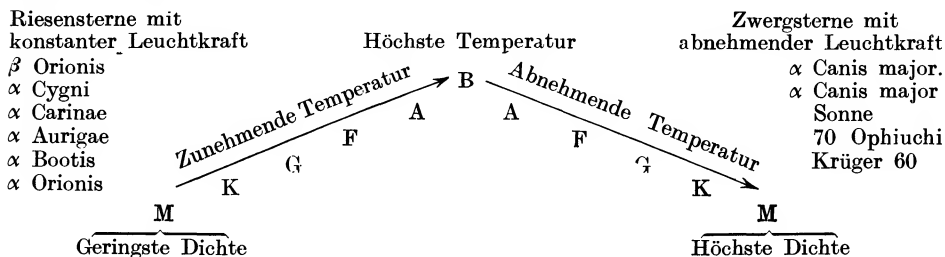 Riesensterne mit
konstanter Leuchtkraft
β Orionis
α Cygni
α Carinae
α Aurigae
α Bootis
α Orionis
Höchste Temperatur
Zunehmende Temperatur
Abnehmende Temperatur
B
A A
F F
G G
K K
M M
Geringste Dichte
Höchste Dichte
Zwergsterne mit
abnehmender Leuchtkraft
α Canis major.
α Canis major
Sonne
70 Ophiuchi
Krüger 60